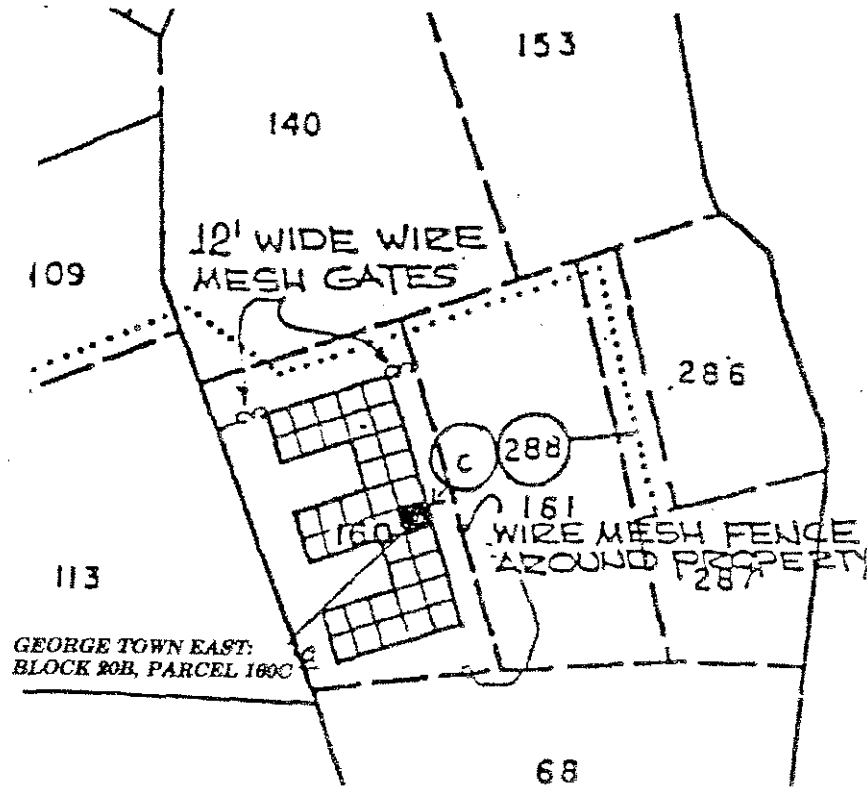 153
140
12' WIDE WIRE
MESH GATES
109
286
C
288
161
160
WIRE MESH FENCE
AROUND PROPERTY
287
113
GEORGE TOWN EAST:
BLOCK 20B, PARCEL 160C
68